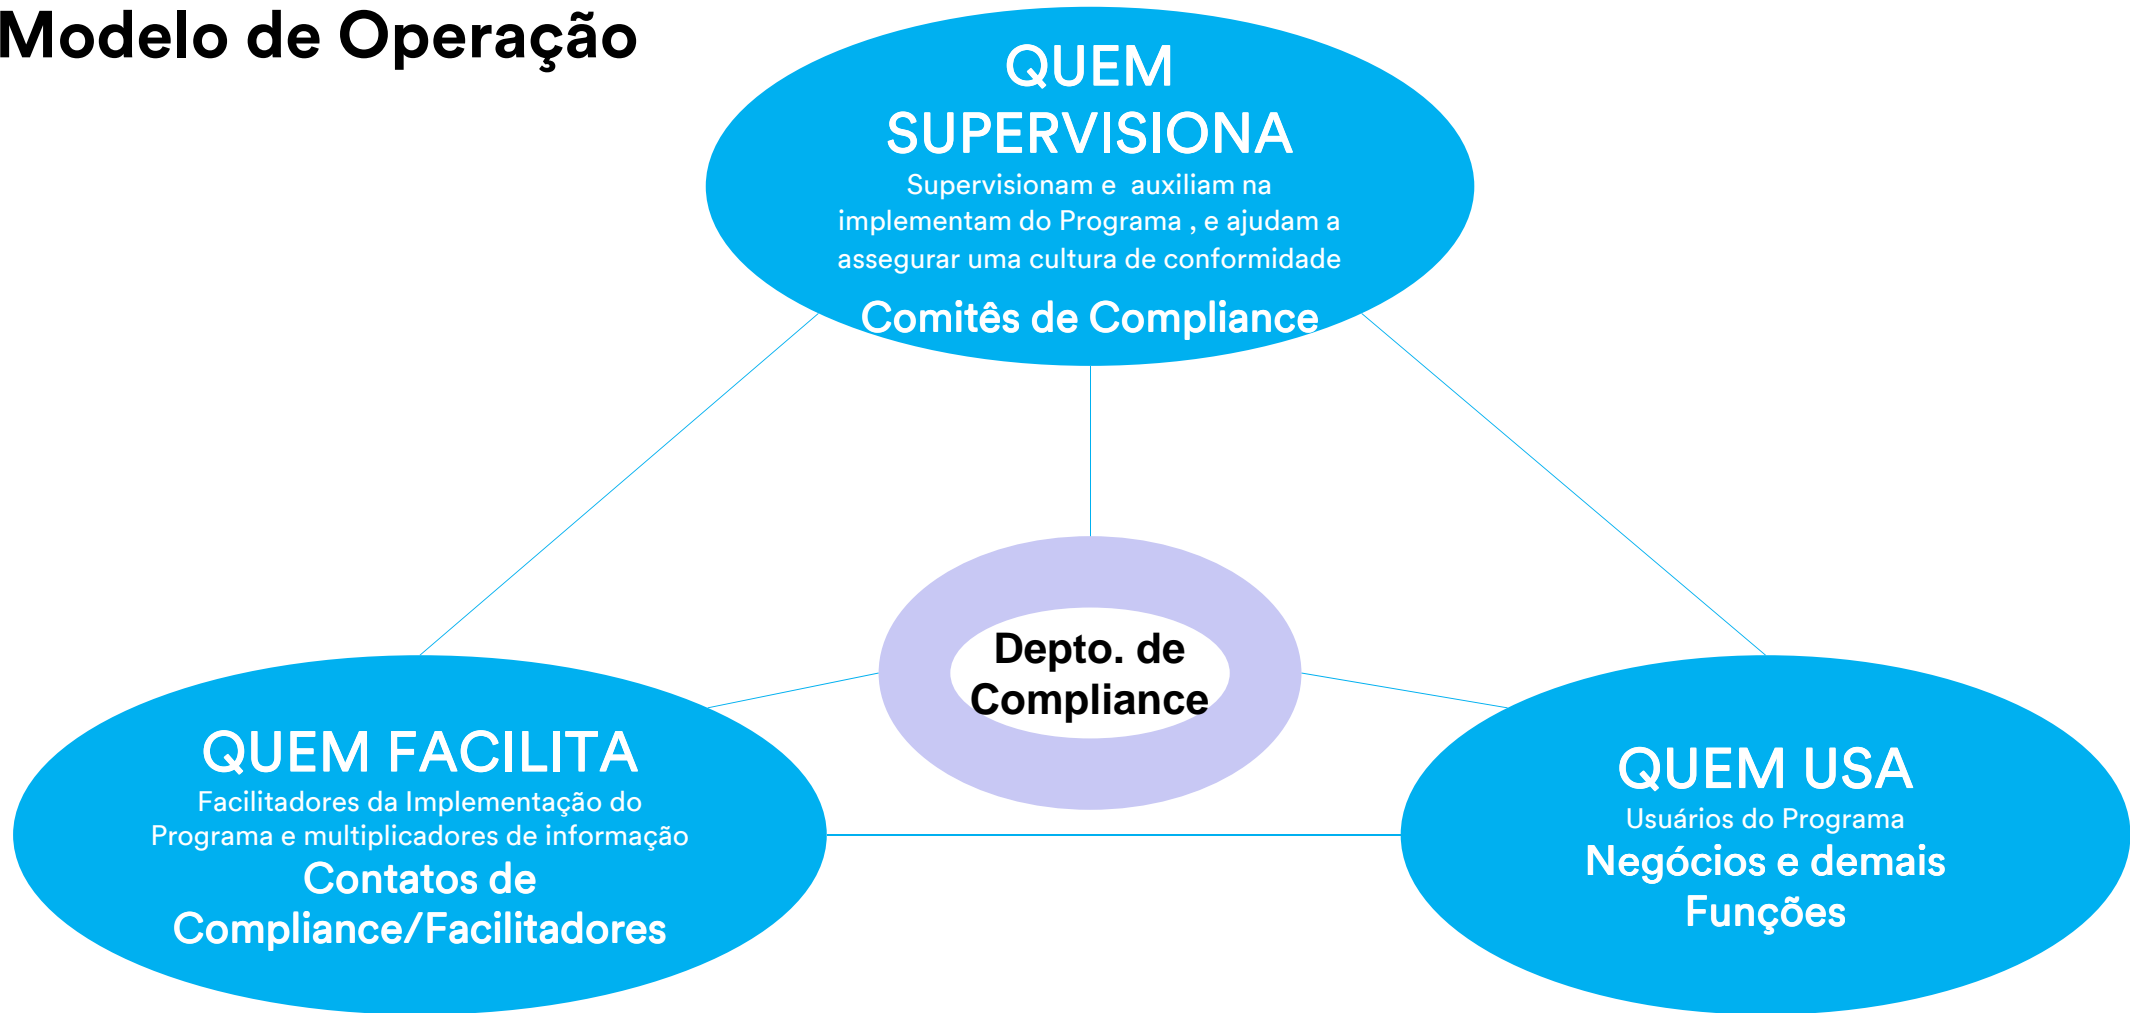 Modelo de Operação
QUEM
SUPERVISIONA
Supervisionam e  auxiliam na
implementam do Programa , e ajudam a
assegurar uma cultura de conformidade
Comitês de Compliance
Depto. de
Compliance
QUEM FACILITA
Facilitadores da Implementação do
Programa e multiplicadores de informação
Contatos de
Compliance/Facilitadores
QUEM USA
Usuários do Programa
Negócios e demais
Funções